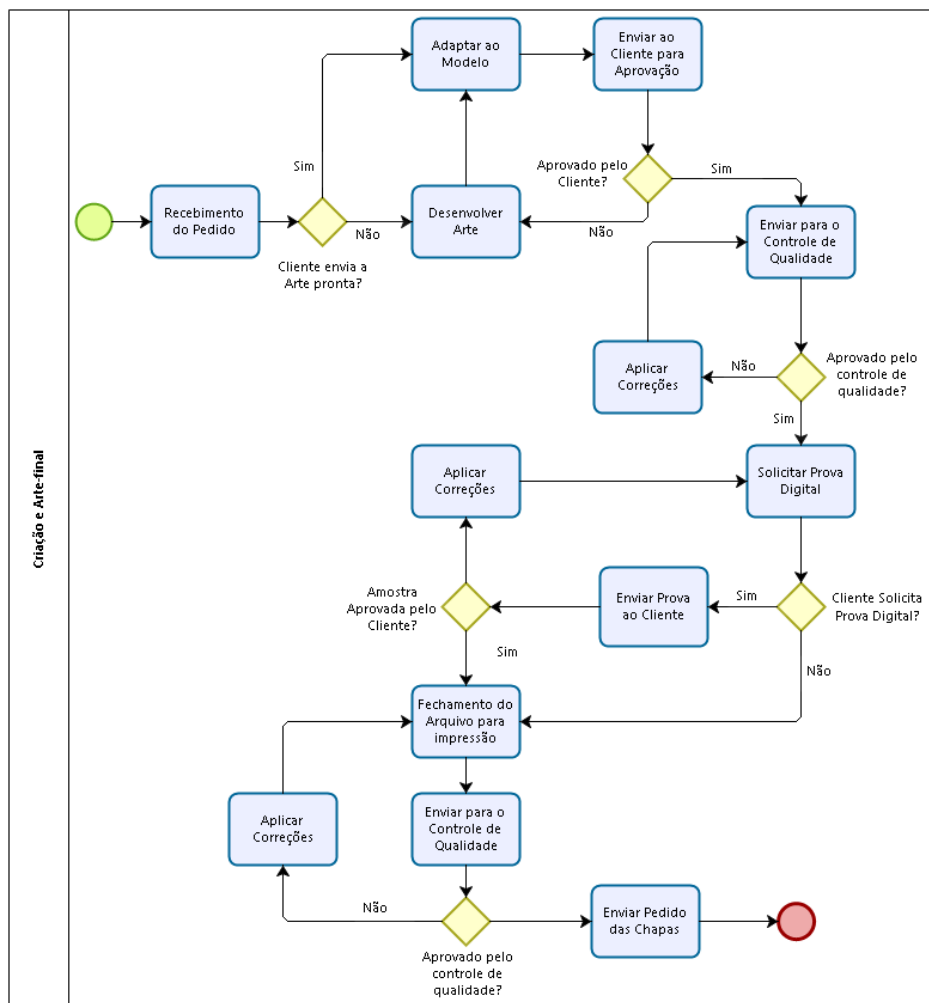 Criação e Arte-final
Adaptar ao
Modelo
Enviar ao
Cliente para
Aprovação
Sim
Aprovado pelo
Cliente?
Sim
Recebimento
do Pedido
Não
Desenvolver
Arte
Não
Cliente envia a
Arte pronta?
Enviar para o
Controle de
Qualidade
Aplicar
Correções
Não
Aprovado pelo
controle de
qualidade?
Sim
Aplicar
Correções
Solicitar Prova
Digital
Amostra
Aprovada pelo
Cliente?
Enviar Prova
ao Cliente
Sim
Cliente Solicita
Prova Digital?
Sim
Não
Fechamento do
Arquivo para
impressão
Aplicar
Correções
Enviar para o
Controle de
Qualidade
Não
Aprovado pelo
controle de
qualidade?
Enviar Pedido
das Chapas